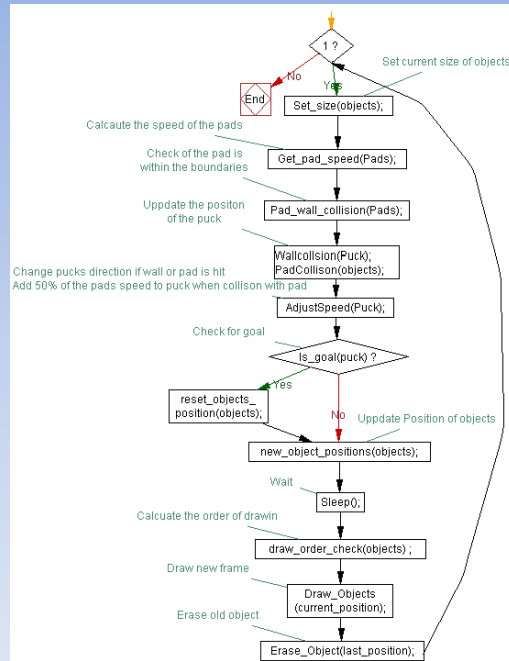 1 ?
Set current size of objects
No
Yes
End
Set_size(objects);
Calcaute the speed of the pads
Get_pad_speed(Pads);
Check of the pad is
within the boundaries
Pad_wall_collision(Pads);
Uppdate the positon
of the puck
Wallcollsion(Puck);
PadCollison(objects);
Change pucks direction if wall or pad is hit
Add 50% of the pads speed to puck when collison with pad
AdjustSpeed(Puck);
Check for goal
Is_goal(puck) ?
Yes
reset_objects_
position(objects);
No
Uppdate Position of objects
new_object_positions(objects);
Wait
Sleep();
Calcuate the order of drawin
draw_order_check(objects) ;
Draw new frame
Draw_Objects
(current_position);
Erase old object
Erase_Object(last_position);